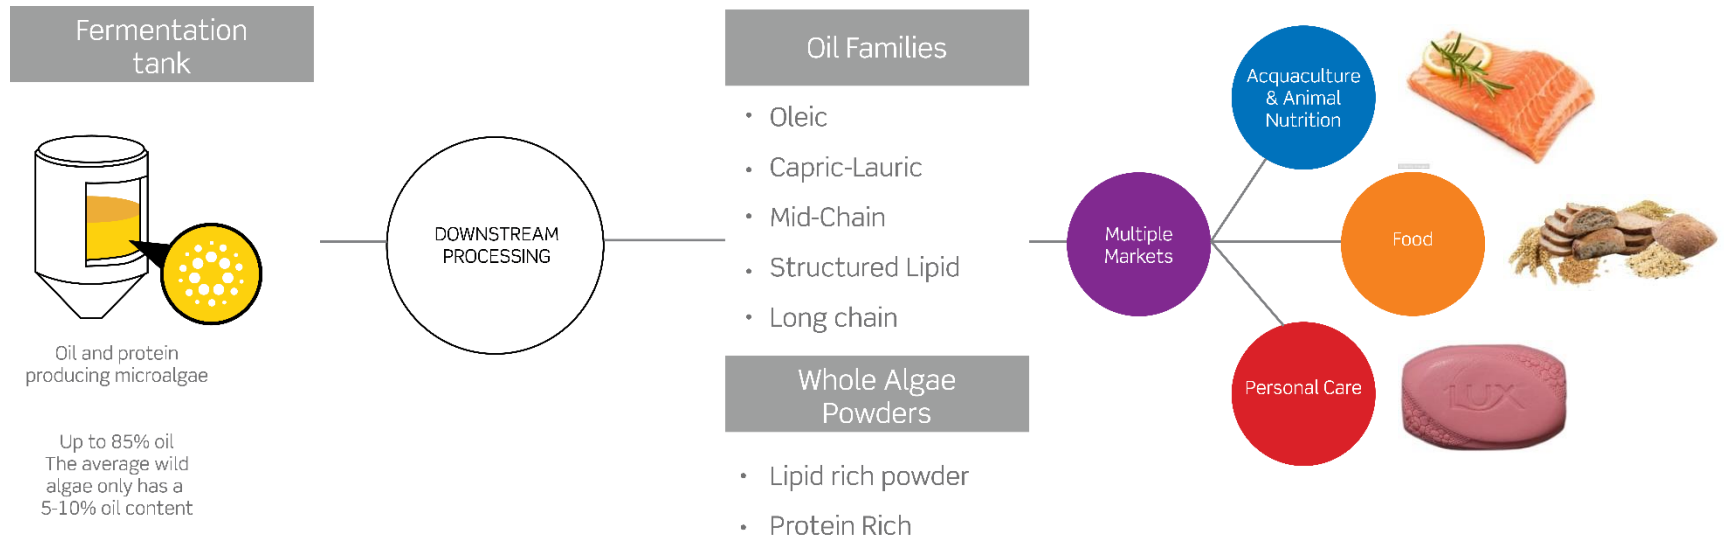 Fermentation
tank
Oil and protein
producing microalgae
Up to 85% oil
The average wild
algae only has a
5-10% oil content
DOWNSTREAM
PROCESSING
Oil Families
• Oleic
• Capric-Lauric
• Mid-Chain
• Structured Lipid
• Long chain
Whole Algae
Powders
• Lipid rich powder
• Protein Rich
Multiple
Markets
Acquaculture
& Animal
Nutrition
Food
Personal Care
LUX